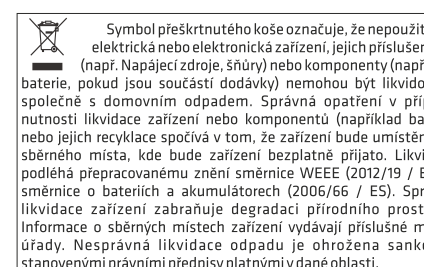 Symbol přeškrtnutého koše označuje, že nepoužit
elektrická nebo elektronická zařízení, jejich příslušen
(např. Napájecí zdroje, šňůry) nebo komponenty (např
baterie, pokud jsou součástí dodávky) nemohou být likvido
společně s domovním odpadem. Správná opatření v pří
nutnosti likvidace zařízení nebo komponentů (například ba
nebo jejich recyklace spočívá v tom, že zařízení bude umístěn
sběrného místa, kde bude zařízení bezplatně přijato. Likvi
podléhá přepracovanému znění směrnice WEEE (2012/19 / E
směrnice o bateriích a akumulátorech (2006/66 / ES). Spr
likvidace zařízení zabraňuje degradaci přírodního prost
Informace o sběrných místech zařízení vydávají příslušné m
úřady. Nesprávná likvidace odpadu je ohrožena sank
stanovenými právními předpisy platnými v dané oblasti.